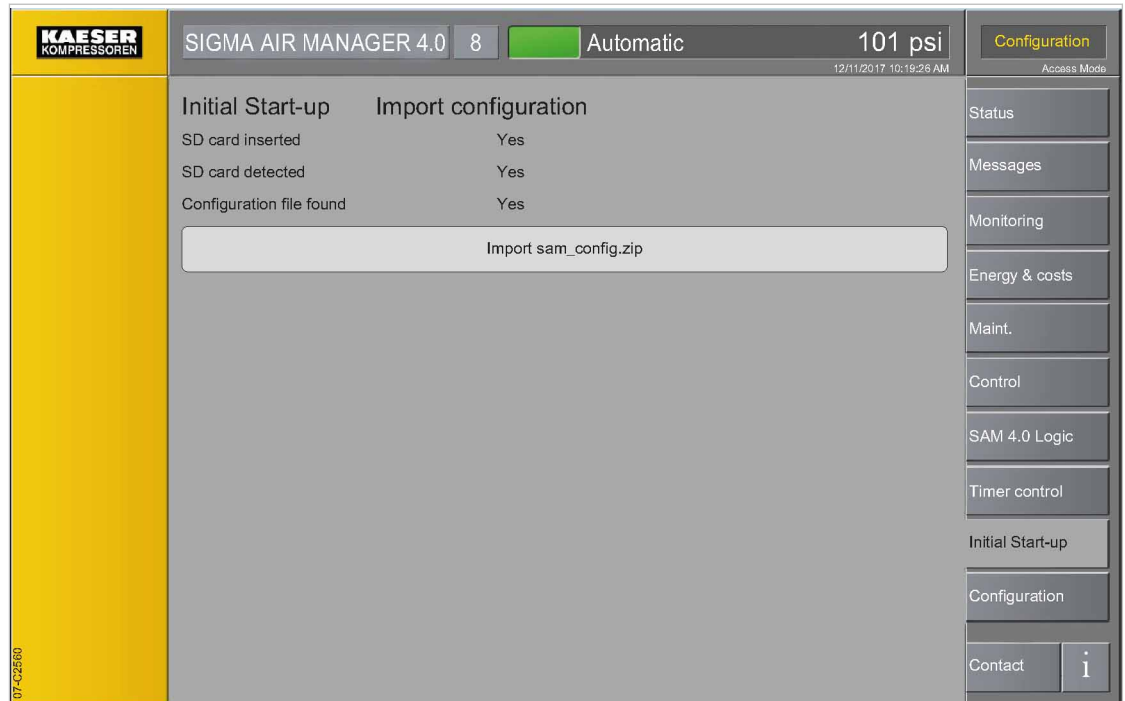 KAESER
KOMPRESSOREN
SIGMA AIR MANAGER 4.0 8 Automatic 101 psi
12/11/2017 10:19:26 AM
Configuration
Access Mode
Initial Start-up Import configuration
SD card inserted Yes
SD card detected Yes
Configuration file found Yes
Import sam_config.zip
Status
Messages
Monitoring
Energy & costs
Maint.
Control
SAM 4.0 Logic
Timer control
Initial Start-up
Configuration
Contact i
07-C2560